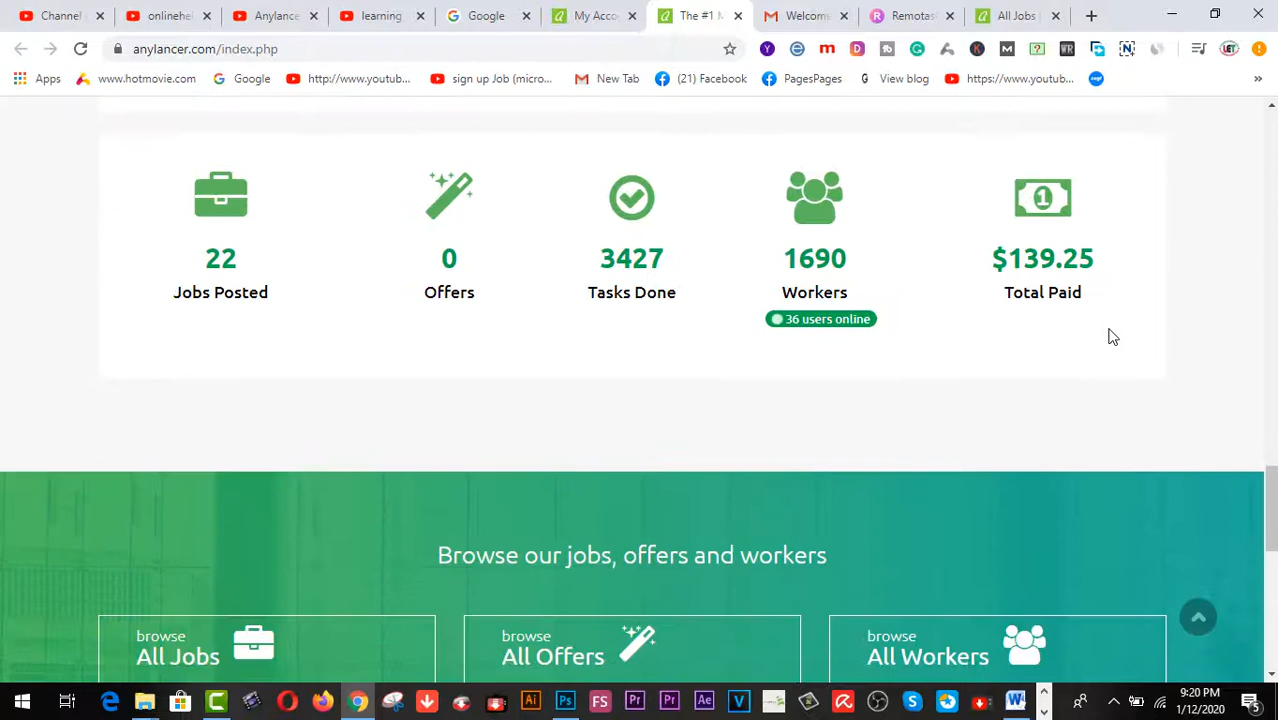 Channel
onlinehe
Anylance
learning
Google
My Acco
The #1 M
Welcome
Remotas
All Jobs
anylancer.com/index.php
Apps
www.hotmovie.com
Google
http://www.youtub...
sign up Job (micro...
New Tab
(21) Facebook
PagesPages
View blog
https://www.youtu...
22
0
3427
1690
$139.25
Jobs Posted
Offers
Tasks Done
Workers
Total Paid
36 users online
Browse our jobs, offers and workers
browse
All Jobs
browse
All Offers
browse
All Workers
9:20 PM
1/12/2020